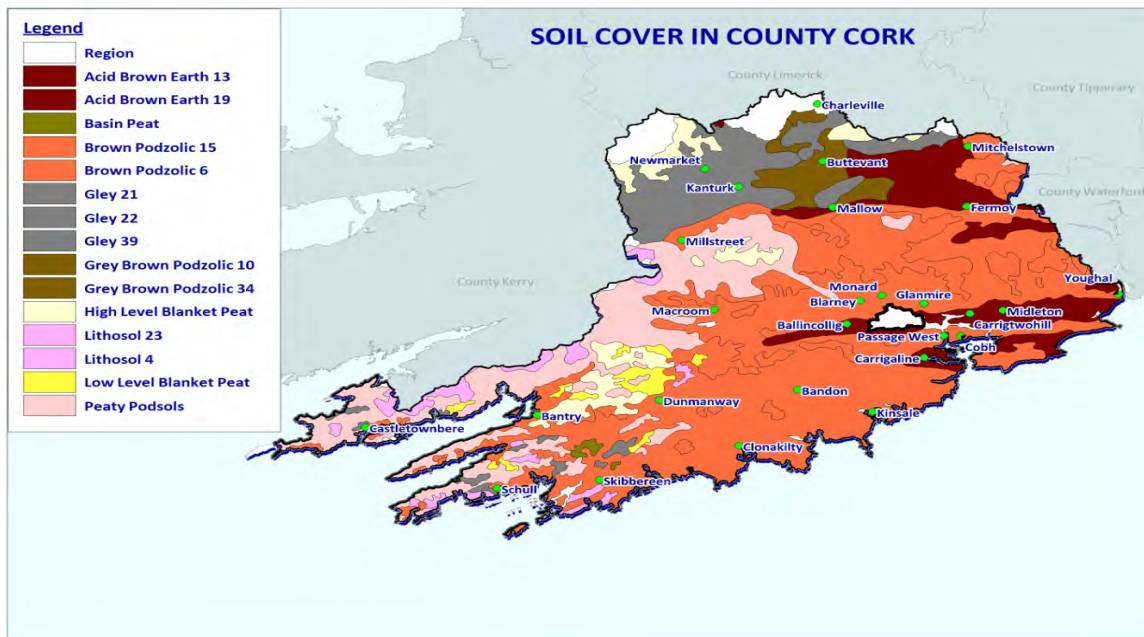 Legend
Region
Acid Brown Earth 13
Acid Brown Earth 19
Basin Peat
Brown Podzolic 15
Brown Podzolic 6
Gley 21
Gley 22
Gley 39
Grey Brown Podzolic 10
Grey Brown Podzolic 34
High Level Blanket Peat
Lithosol 23
Lithosol 4
Low Level Blanket Peat
Peaty Podsols
SOIL COVER IN COUNTY CORK
County Limerick
County Tipperary
Charleville
Mitchelstown
Newmarket
Buttevant
Kanturk
County Waterford
Mallow
Fermoy
Millstreet
County Kerry
Youghal
Monard
Glanmire
Blarney
Macroom
Midleton
Ballincollig
Carrigtwohill
Passage West
Cobh
Carrigaline
Bandon
Dunmanway
Kinsale
Bantry
Castletownbere
Clonakilty
Skibbereen
Schull